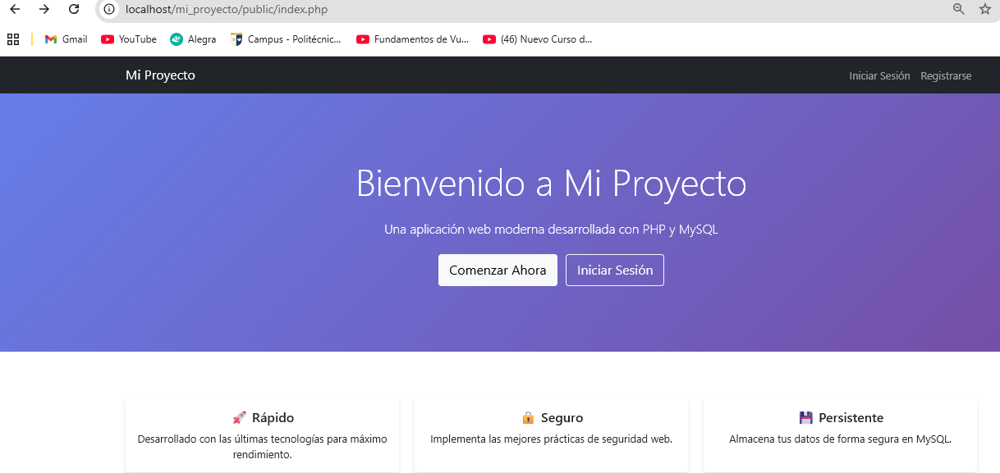 localhost/mi_proyecto/public/index.php
Gmail YouTube Alegra Campus - Politécnic... Fundamentos de Vu... (46) Nuevo Curso d...
Mi Proyecto Iniciar Sesión Registrarse
Bienvenido a Mi Proyecto
Una aplicación web moderna desarrollada con PHP y MySQL
Comenzar Ahora Iniciar Sesión
🚀 Rápido
Desarrollado con las últimas tecnologías para máximo
rendimiento.
🔒 Seguro
Implementa las mejores prácticas de seguridad web.
💾 Persistente
Almacena tus datos de forma segura en MySQL.